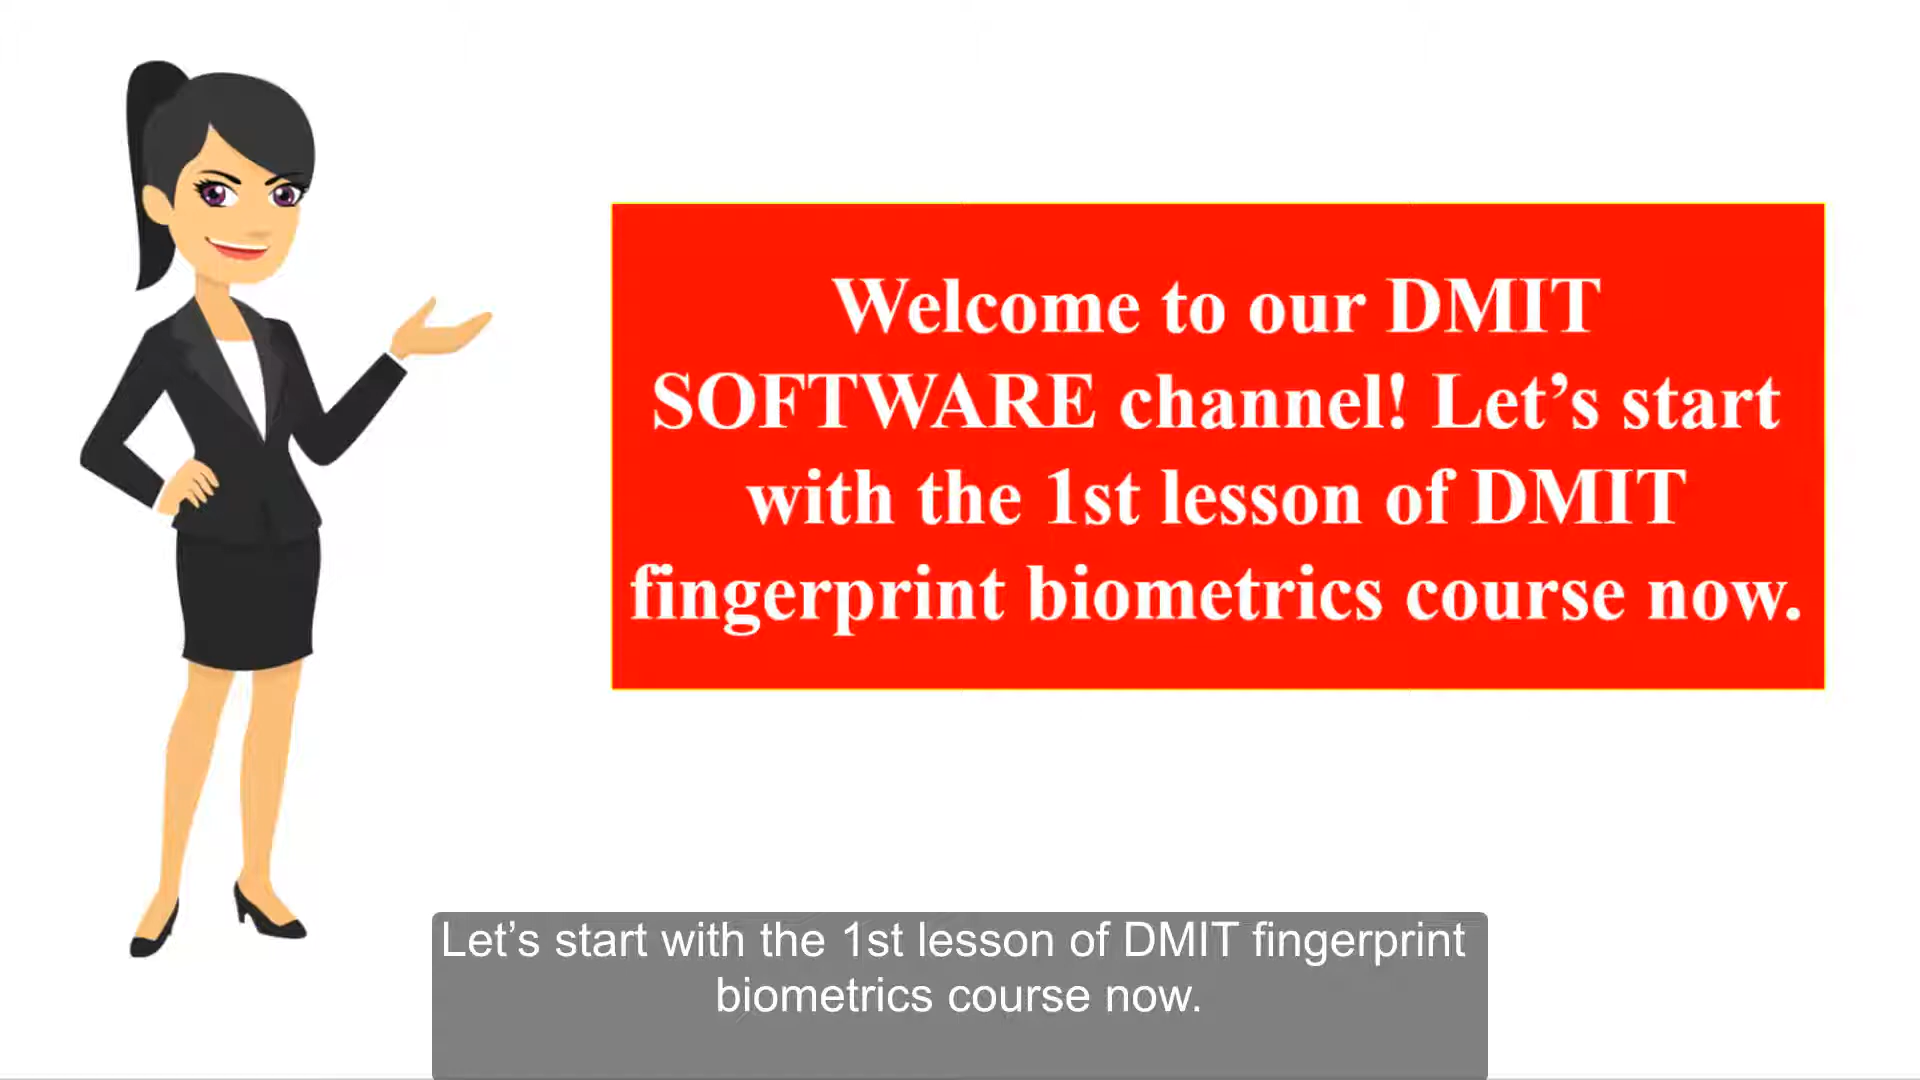 Welcome to our DMIT
SOFTWARE channel! Let’s start
with the 1st lesson of DMIT
fingerprint biometrics course now.
Let’s start with the 1st lesson of DMIT fingerprint
biometrics course now.